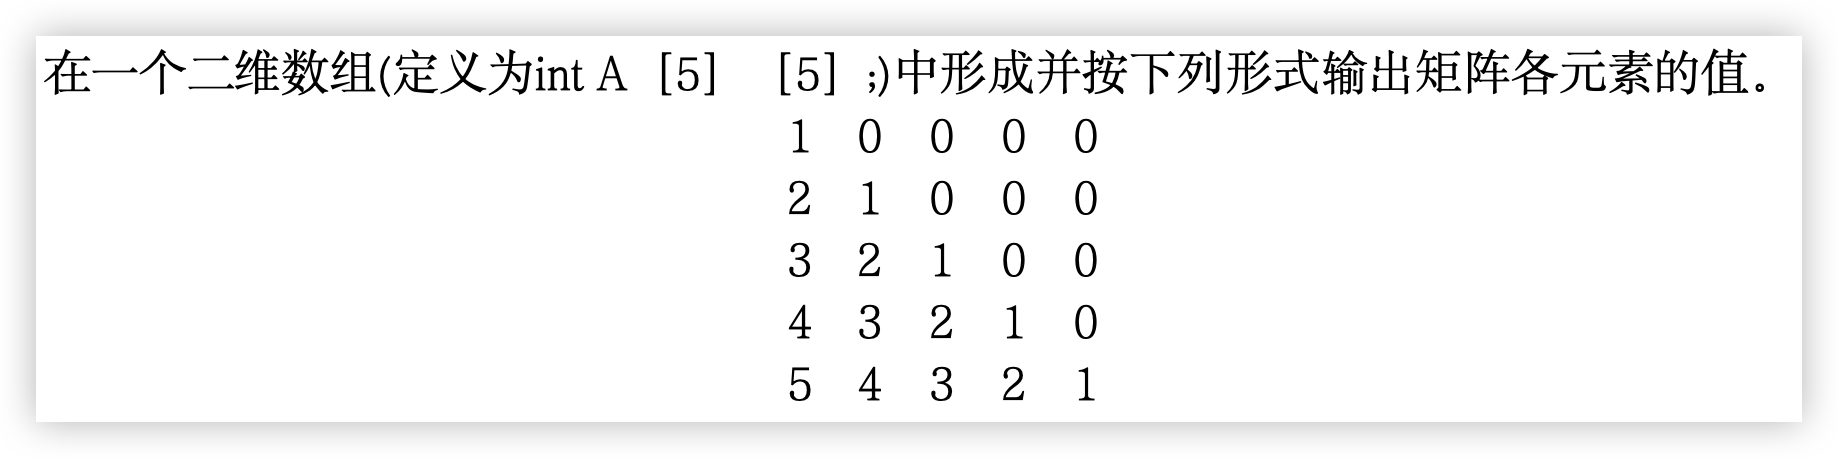 在一个二维数组(定义为int A [5] [5] ;)中形成并按下列形式输出矩阵各元素的值。
1 0 0 0 0
2 1 0 0 0
3 2 1 0 0
4 3 2 1 0
5 4 3 2 1